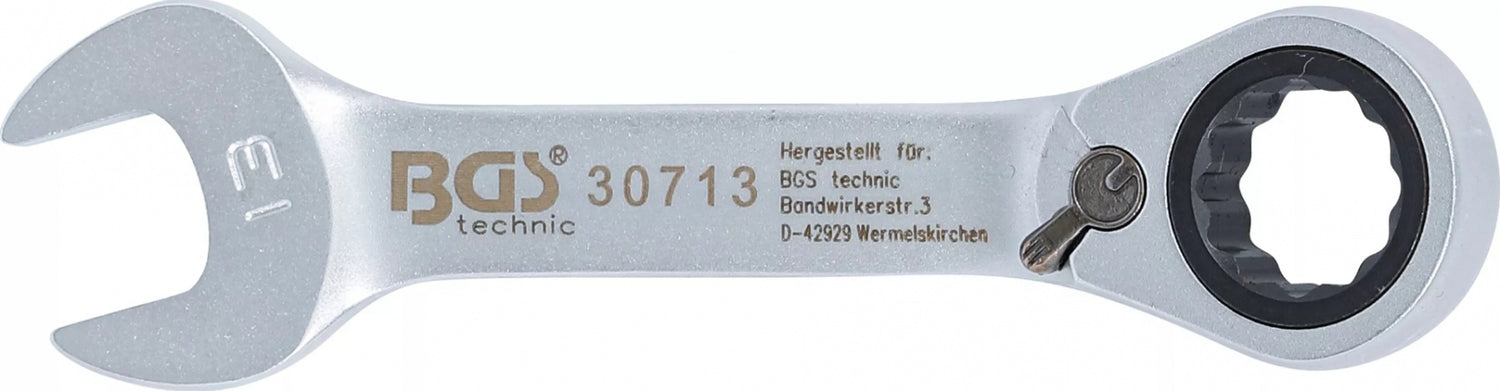 13
BGS®
technic
30713
Hergestellt für:
BGS technic
Bandwirkerstr.3
D-42929 Wermelskirchen